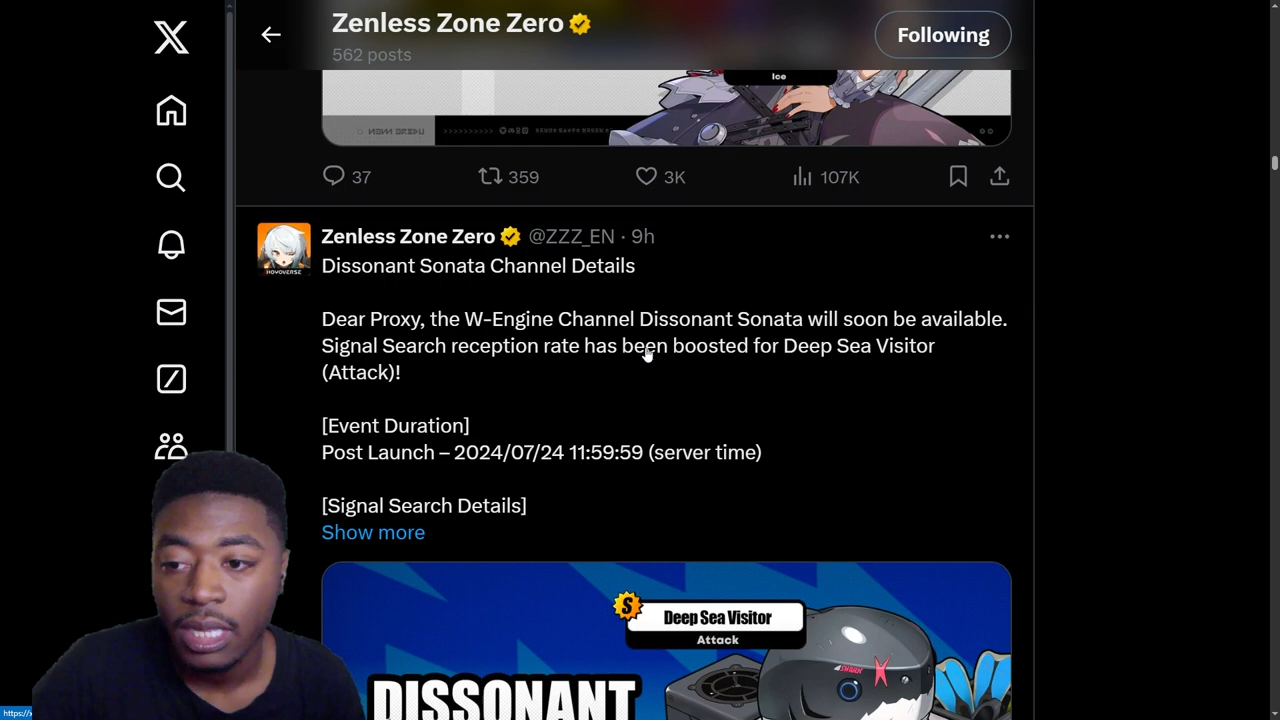 Zenless Zone Zero
562 posts
Following
Ice
37
359
3K
107K
Zenless Zone Zero @ZZZ_EN · 9h
HOYOVERSE
Dissonant Sonata Channel Details
Dear Proxy, the W-Engine Channel Dissonant Sonata will soon be available.
Signal Search reception rate has been boosted for Deep Sea Visitor
(Attack)!
[Event Duration]
Post Launch – 2024/07/24 11:59:59 (server time)
[Signal Search Details]
Show more
S
Deep Sea Visitor
Attack
DISSONANT
SHARK
https://x